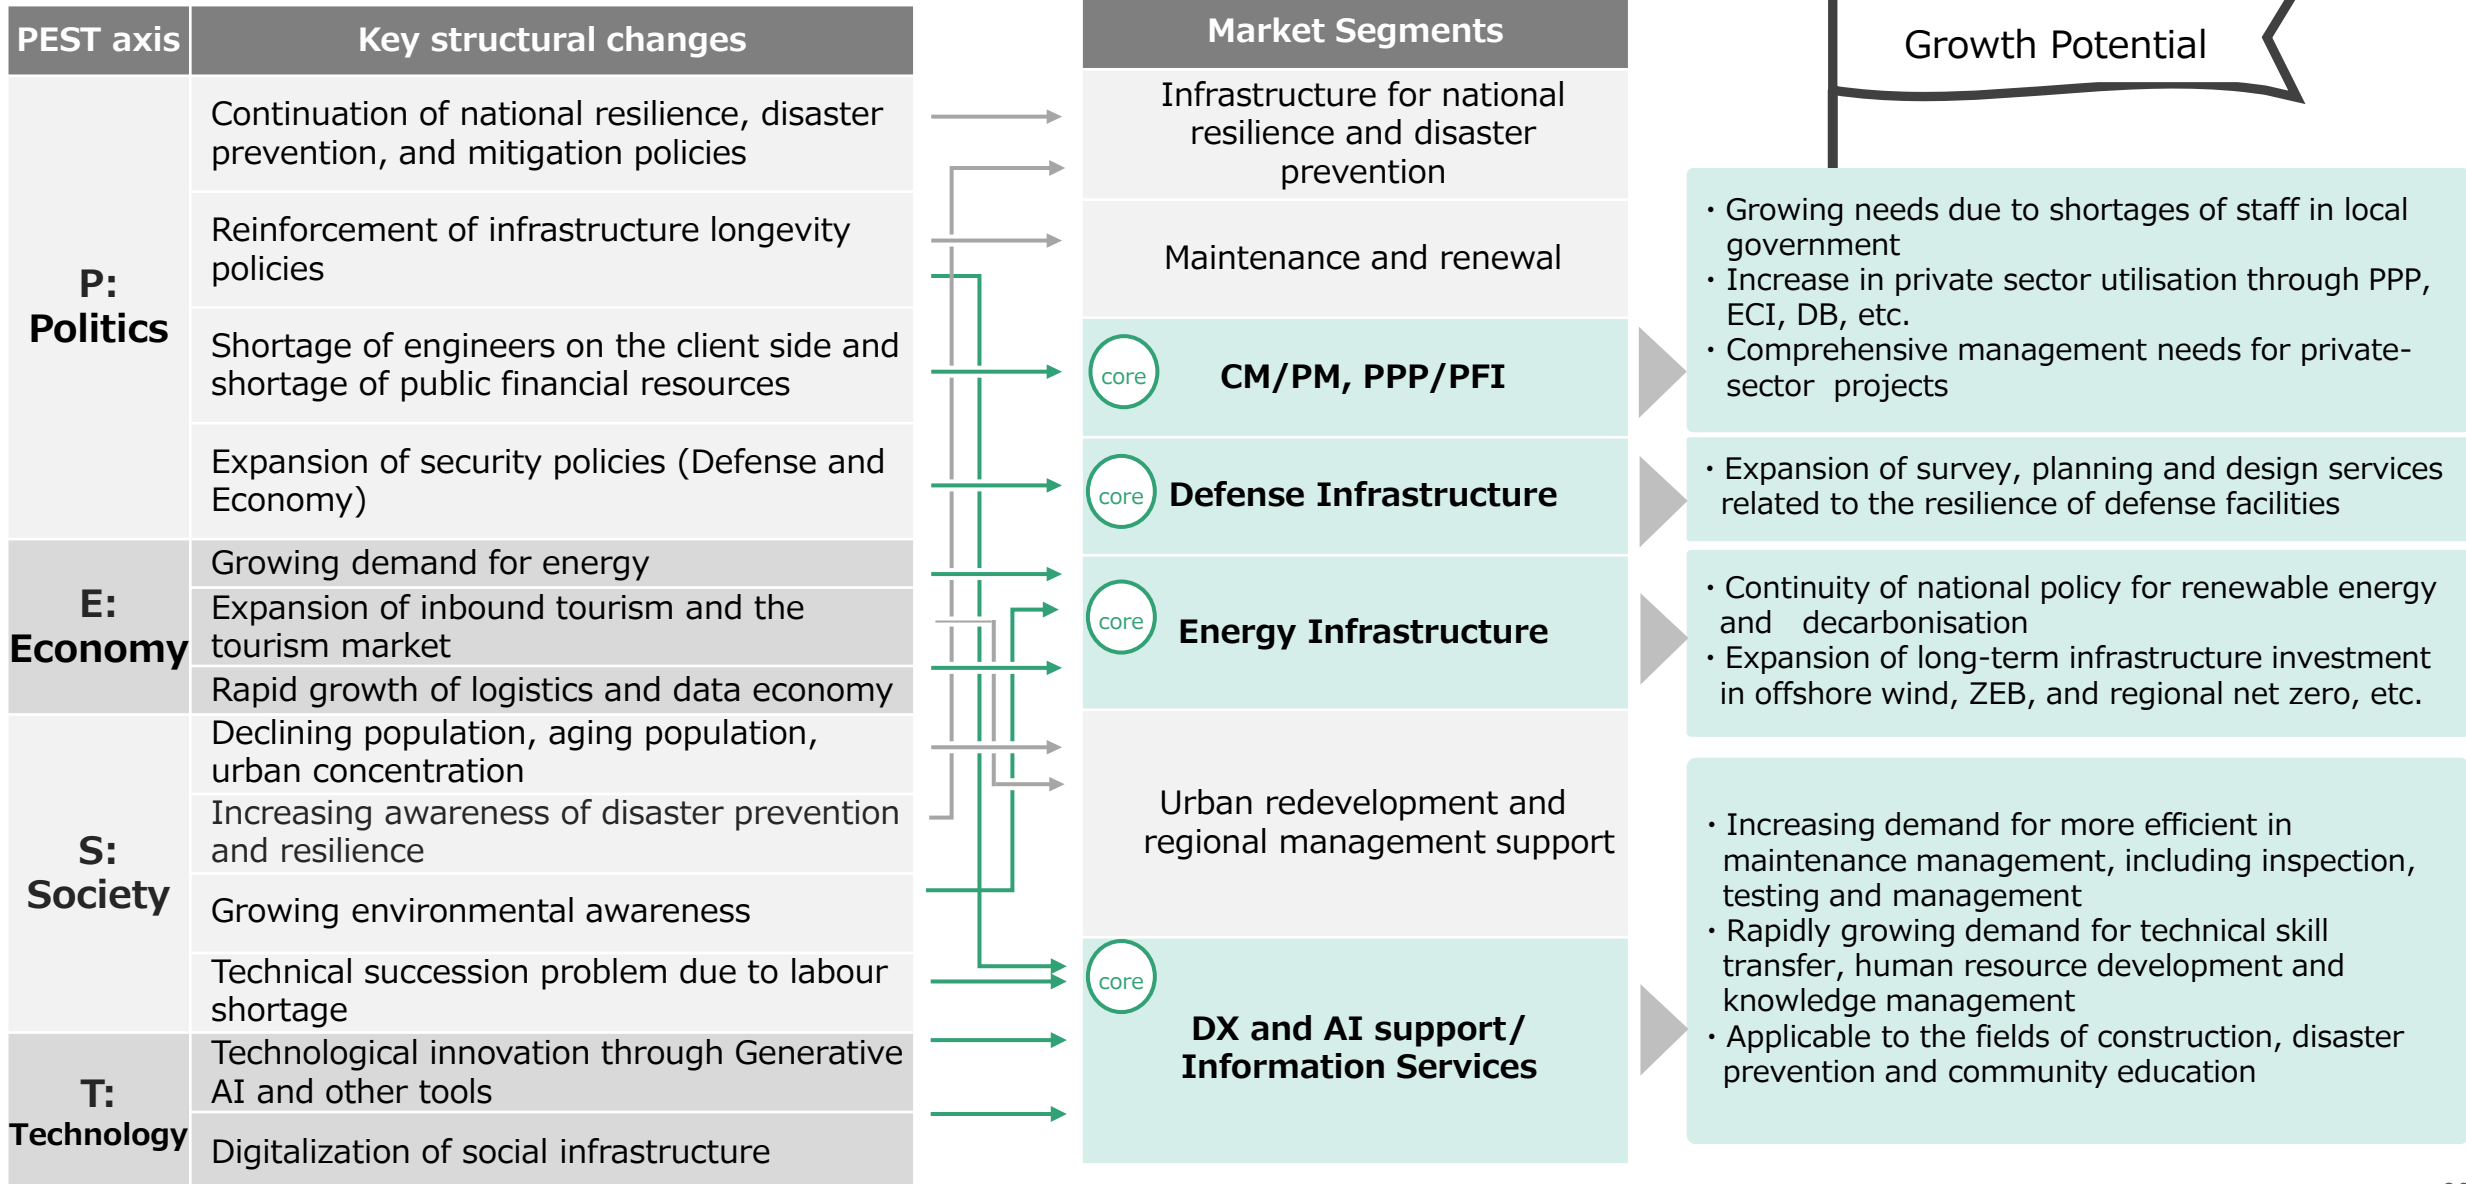 PEST axis
Key structural changes
P:
Politics
Continuation of national resilience, disaster
prevention, and mitigation policies
Reinforcement of infrastructure longevity
policies
Shortage of engineers on the client side and
shortage of public financial resources
Expansion of security policies (Defense and
Economy)
E:
Economy
Growing demand for energy
Expansion of inbound tourism and the
tourism market
Rapid growth of logistics and data economy
S:
Society
Declining population, aging population,
urban concentration
Increasing awareness of disaster prevention
and resilience
Growing environmental awareness
Technical succession problem due to labour
shortage
T:
Technology
Technological innovation through Generative
AI and other tools
Digitalization of social infrastructure
Market Segments
Infrastructure for national
resilience and disaster
prevention
Maintenance and renewal
core
CM/PM, PPP/PFI
core
Defense Infrastructure
core
Energy Infrastructure
Urban redevelopment and
regional management support
core
DX and AI support/
Information Services
Growth Potential
・Growing needs due to shortages of staff in local
government
・Increase in private sector utilisation through PPP,
ECI, DB, etc.
・Comprehensive management needs for private-
sector projects
・Expansion of survey, planning and design services
related to the resilience of defense facilities
・Continuity of national policy for renewable energy
and decarbonisation
・Expansion of long-term infrastructure investment
in offshore wind, ZEB, and regional net zero, etc.
・Increasing demand for more efficient in
maintenance management, including inspection,
testing and management
・Rapidly growing demand for technical skill
transfer, human resource development and
knowledge management
・Applicable to the fields of construction, disaster
prevention and community education